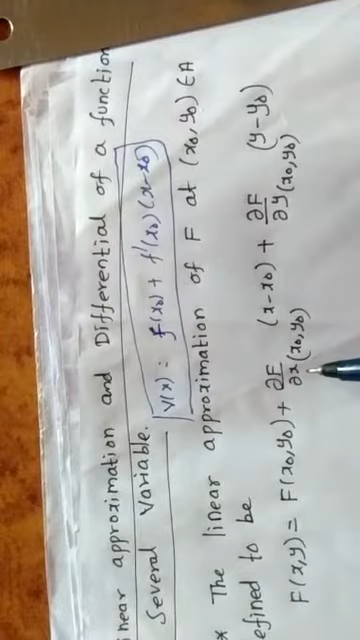 inear approximation and Differential of a function
Several Variable. V(x) : f(x₀) + f'(x₀) (x-x₀)
* The linear approximation of F at (x₀, y₀) ∈ A
efined to be
F(x,y) = F(x₀,y₀) + ∂F/∂x (x₀,y₀) (x-x₀) + ∂F/∂y (x₀,y₀) (y-y₀)